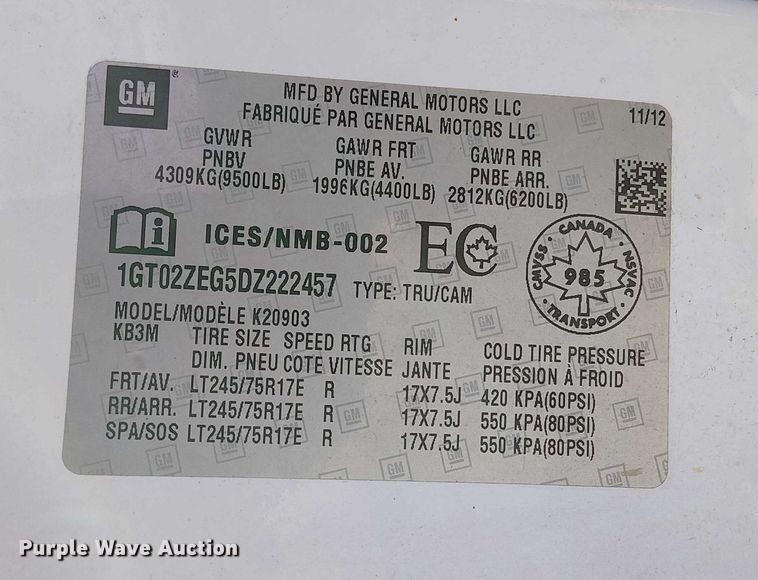 GM
MFD BY GENERAL MOTORS LLC
FABRIQUÉ PAR GENERAL MOTORS LLC
11/12
GVWR GAWR FRT GAWR RR
PNBV PNBE AV. PNBE ARR.
4309KG(9500LB) 1996KG(4400LB) 2812KG(6200LB)
i ICES/NMB-002 EC
CANADA
CMVSS 985 NSVAC
TRANSPORT
1GT02ZEG5DZ222457 TYPE: TRU/CAM
MODEL/MODÈLE K20903
KB3M TIRE SIZE SPEED RTG RIM COLD TIRE PRESSURE
DIM. PNEU COTE VITESSE JANTE PRESSION À FROID
FRT/AV. LT245/75R17E R 17X7.5J 420 KPA(60PSI)
RR/ARR. LT245/75R17E R 17X7.5J 550 KPA(80PSI)
SPA/SOS LT245/75R17E R 17X7.5J 550 KPA(80PSI)
Purple Wave Auction